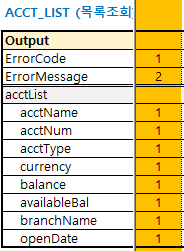 ACCT_LIST (목록조회)
Output
ErrorCode 1
ErrorMessage 2
acctList
acctName 1
acctNum 1
acctType 1
currency 1
balance 1
availableBal 1
branchName 1
openDate 1